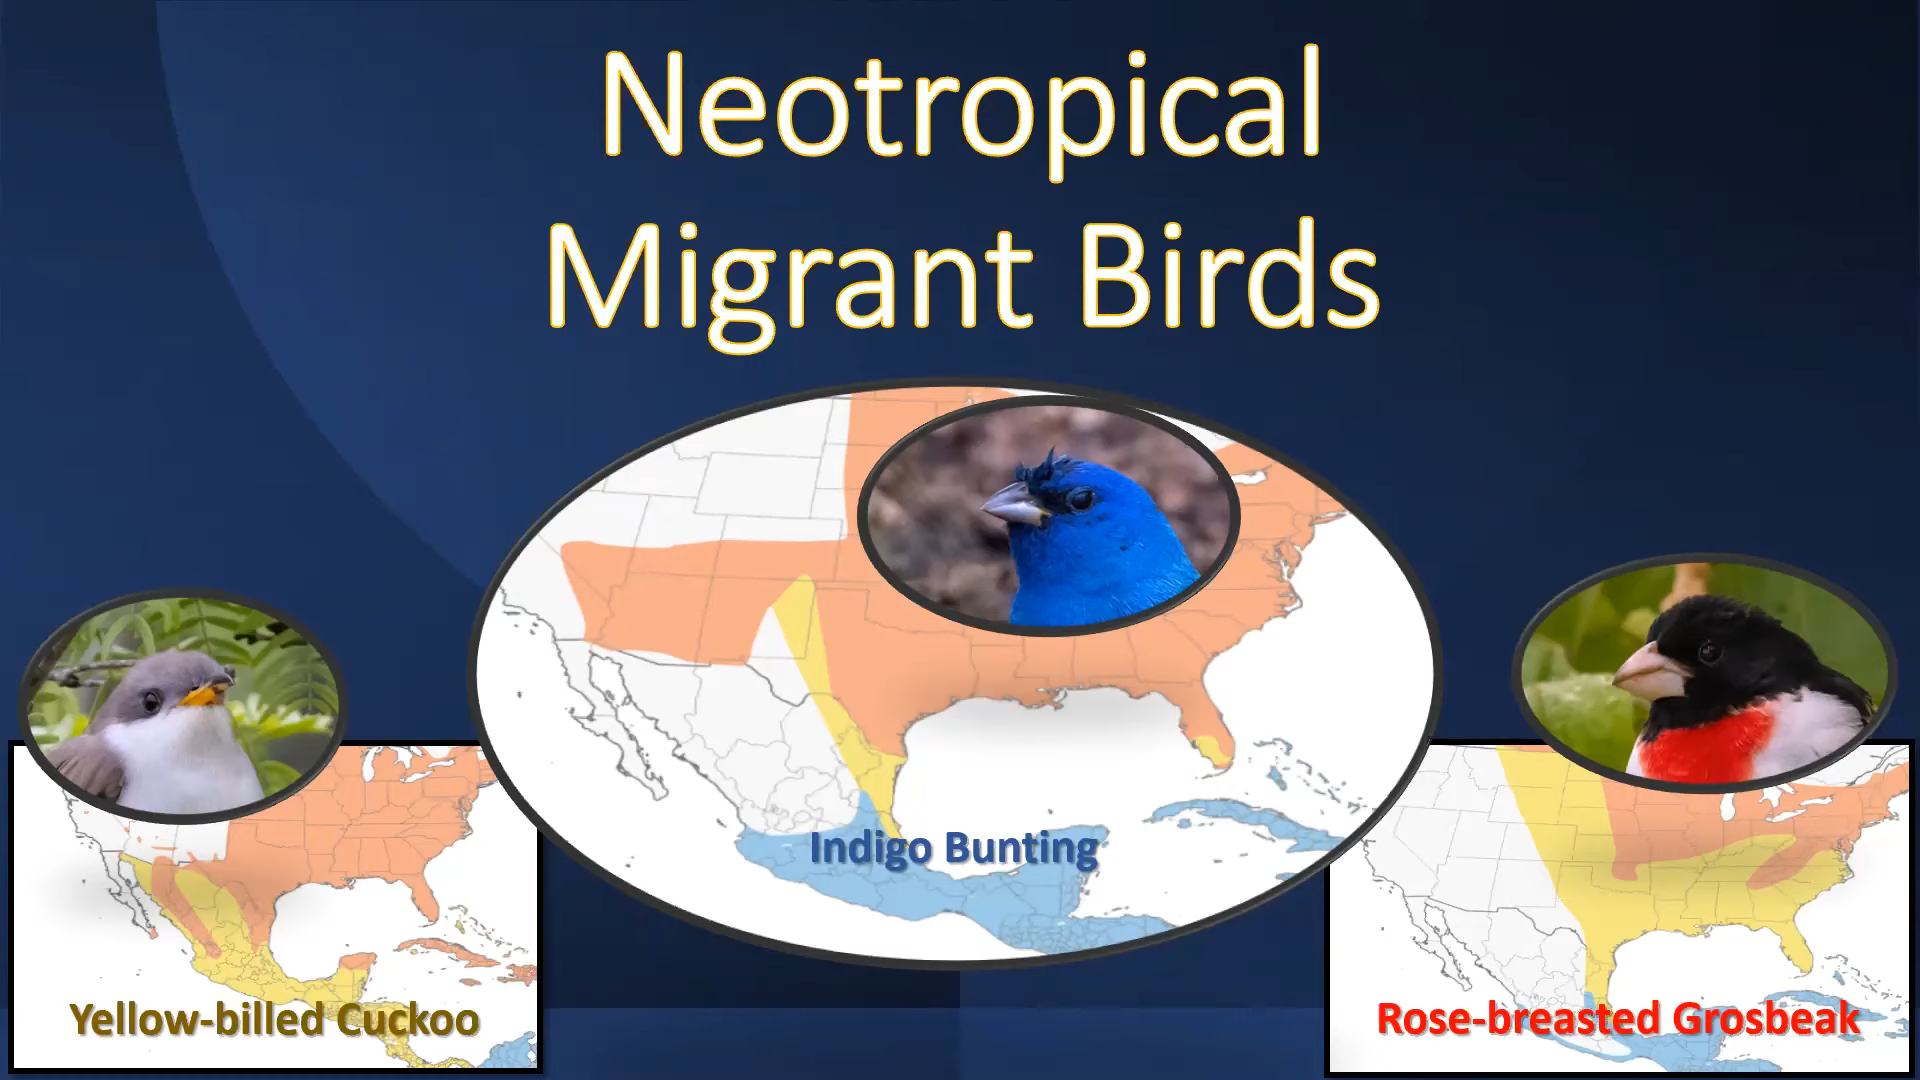 Neotropical
Migrant Birds
Indigo Bunting
Yellow-billed Cuckoo
Rose-breasted Grosbeak